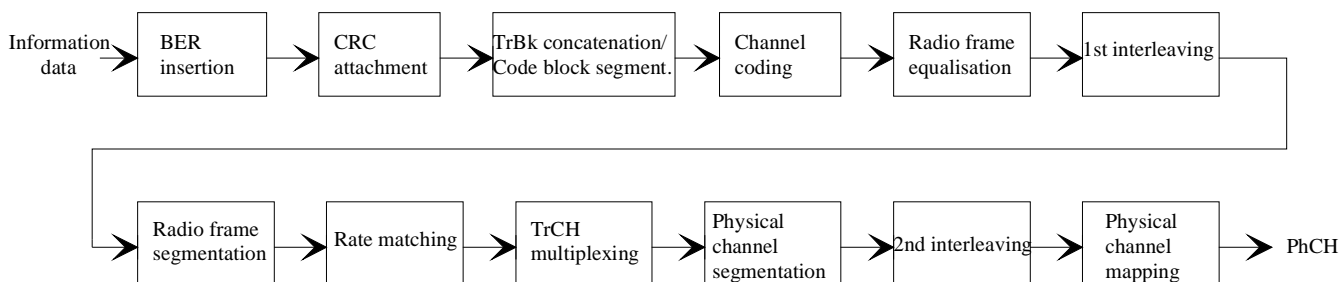 Information
data
BER
insertion
CRC
attachment
TrBk concatenation/
Code block segment.
Channel
coding
Radio frame
equalisation
1st interleaving
Radio frame
segmentation
Rate matching
TrCH
multiplexing
Physical
channel
segmentation
2nd interleaving
Physical
channel
mapping
PhCH